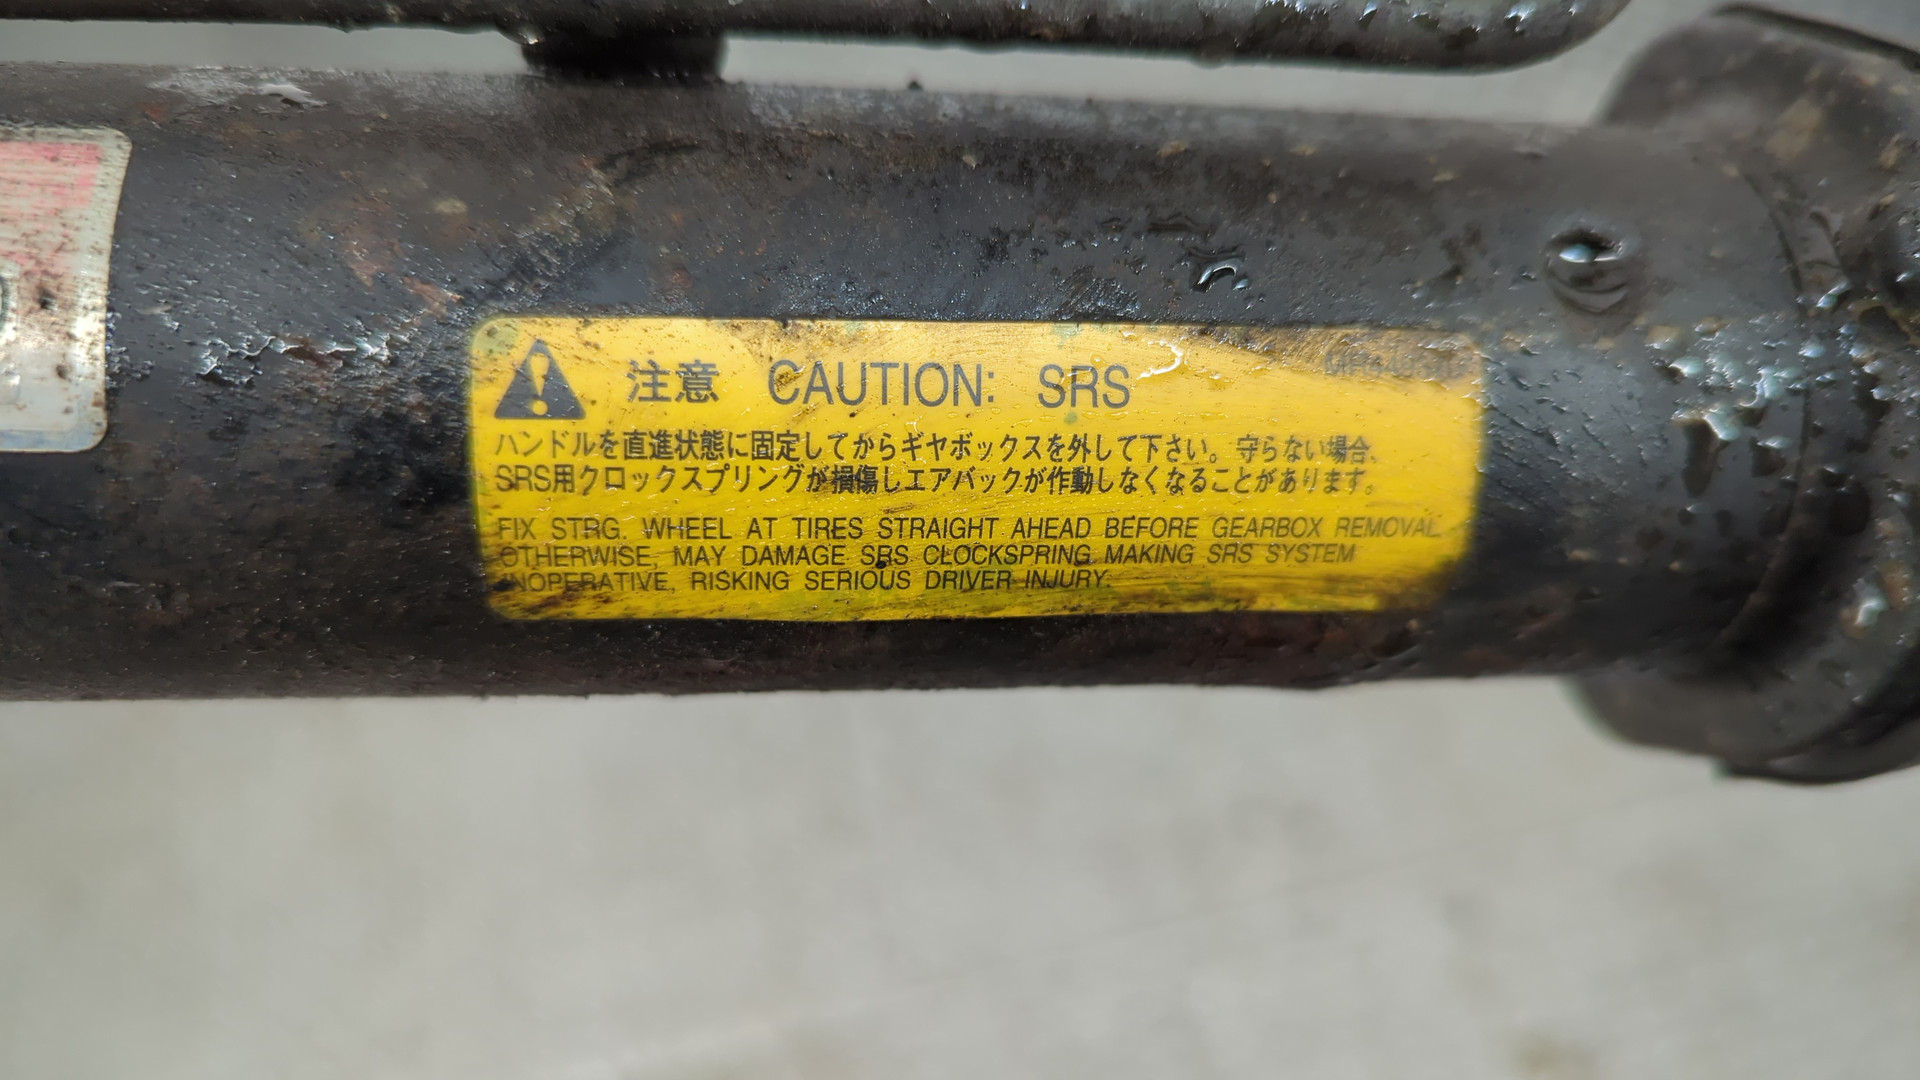 注意 CAUTION: SRS
ハンドルを直進状態に固定してからギヤボックスを外して下さい。守らない場合、
SRS用クロックスプリングが損傷しエアバックが作動しなくなることがあります。
FIX STRG. WHEEL AT TIRES STRAIGHT AHEAD BEFORE GEARBOX REMOVAL
OTHERWISE, MAY DAMAGE SRS CLOCKSPRING MAKING SRS SYSTEM
INOPERATIVE, RISKING SERIOUS DRIVER INJURY.